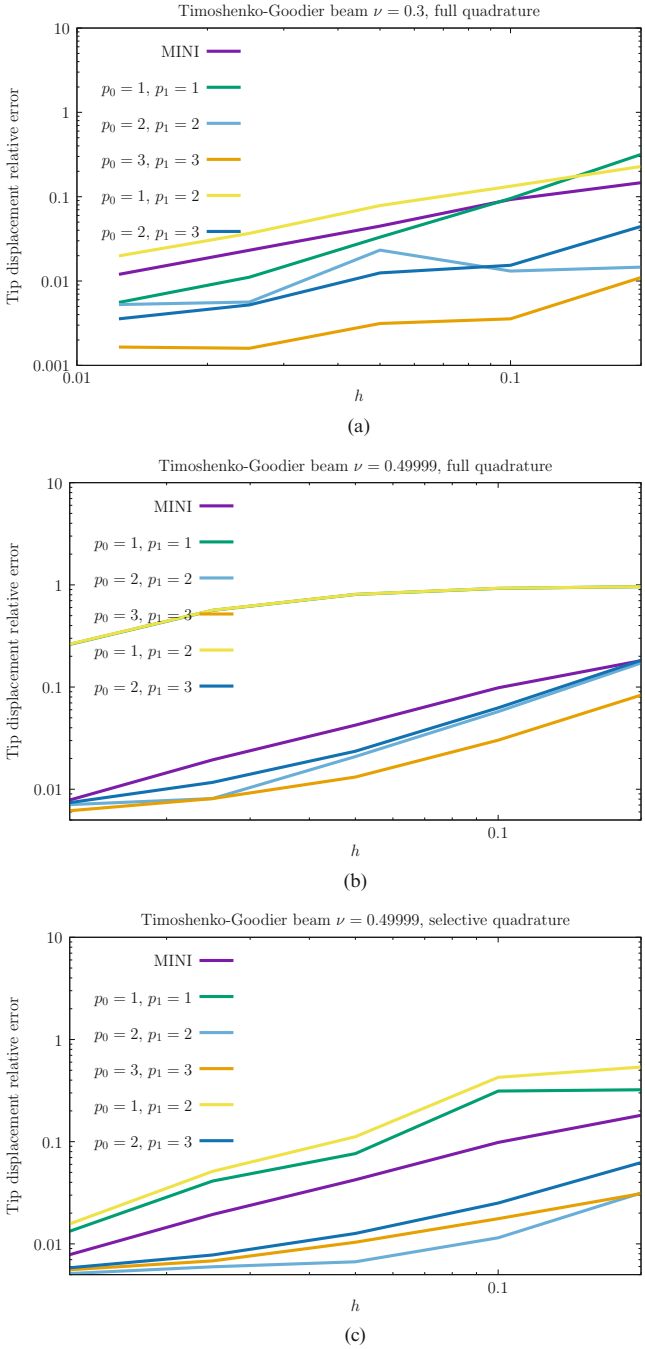 Timoshenko-Goodier beam ν = 0.3, full quadrature
Tip displacement relative error
10
1
0.1
0.01
0.001
MINI
p₀ = 1, p₁ = 1
p₀ = 2, p₁ = 2
p₀ = 3, p₁ = 3
p₀ = 1, p₁ = 2
p₀ = 2, p₁ = 3
0.01
0.1
h
(a)
Timoshenko-Goodier beam ν = 0.49999, full quadrature
Tip displacement relative error
10
1
0.1
0.01
MINI
p₀ = 1, p₁ = 1
p₀ = 2, p₁ = 2
p₀ = 3, p₁ = 3
p₀ = 1, p₁ = 2
p₀ = 2, p₁ = 3
0.1
h
(b)
Timoshenko-Goodier beam ν = 0.49999, selective quadrature
Tip displacement relative error
10
1
0.1
0.01
MINI
p₀ = 1, p₁ = 1
p₀ = 2, p₁ = 2
p₀ = 3, p₁ = 3
p₀ = 1, p₁ = 2
p₀ = 2, p₁ = 3
0.1
h
(c)